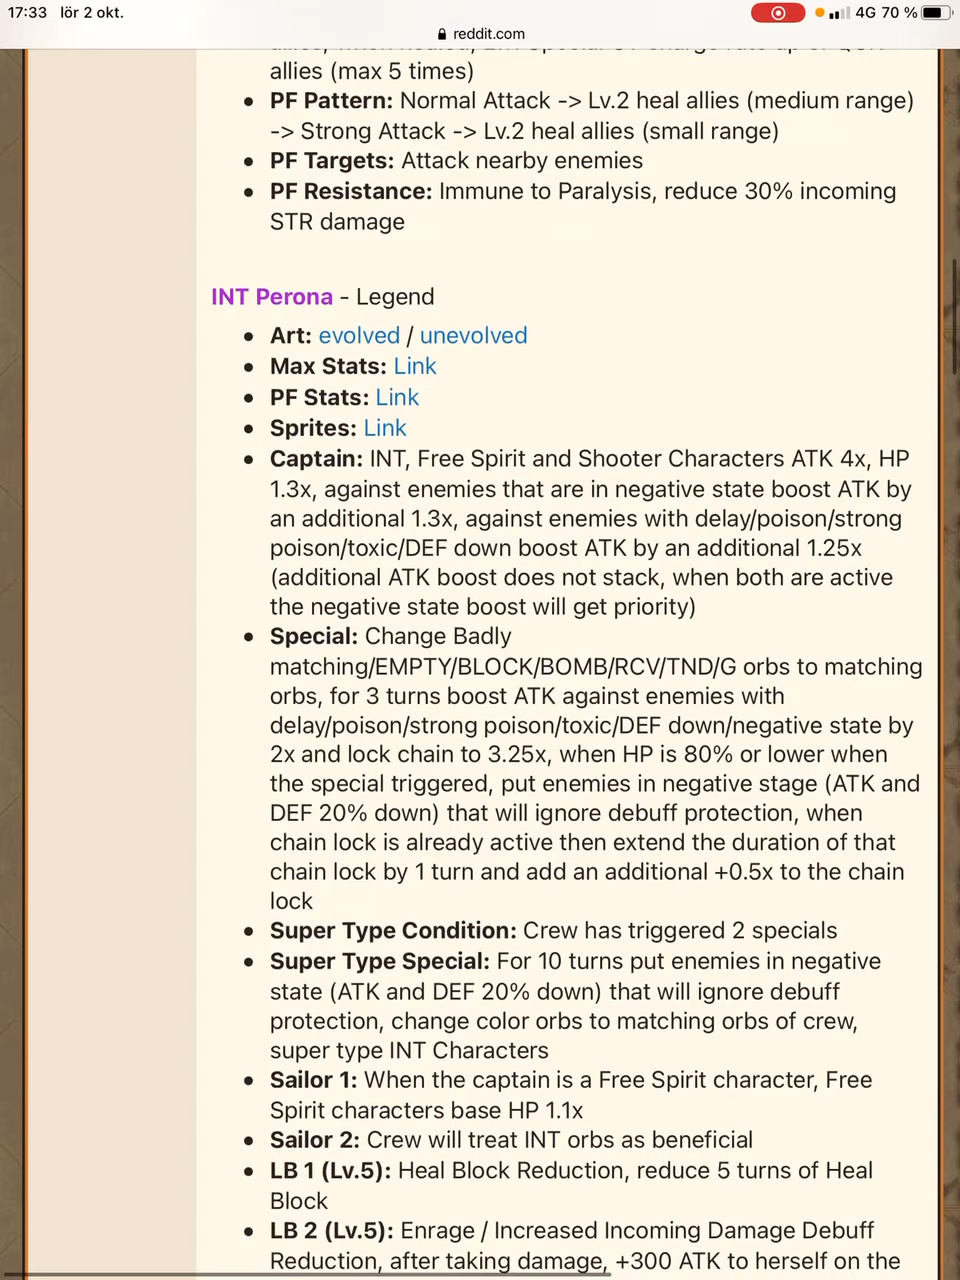 17:33 lör 2 okt.
4G 70 %
reddit.com
allies (max 5 times)
• PF Pattern: Normal Attack -> Lv.2 heal allies (medium range)
-> Strong Attack -> Lv.2 heal allies (small range)
• PF Targets: Attack nearby enemies
• PF Resistance: Immune to Paralysis, reduce 30% incoming
STR damage
INT Perona - Legend
• Art: evolved / unevolved
• Max Stats: Link
• PF Stats: Link
• Sprites: Link
• Captain: INT, Free Spirit and Shooter Characters ATK 4x, HP
1.3x, against enemies that are in negative state boost ATK by
an additional 1.3x, against enemies with delay/poison/strong
poison/toxic/DEF down boost ATK by an additional 1.25x
(additional ATK boost does not stack, when both are active
the negative state boost will get priority)
• Special: Change Badly
matching/EMPTY/BLOCK/BOMB/RCV/TND/G orbs to matching
orbs, for 3 turns boost ATK against enemies with
delay/poison/strong poison/toxic/DEF down/negative state by
2x and lock chain to 3.25x, when HP is 80% or lower when
the special triggered, put enemies in negative stage (ATK and
DEF 20% down) that will ignore debuff protection, when
chain lock is already active then extend the duration of that
chain lock by 1 turn and add an additional +0.5x to the chain
lock
• Super Type Condition: Crew has triggered 2 specials
• Super Type Special: For 10 turns put enemies in negative
state (ATK and DEF 20% down) that will ignore debuff
protection, change color orbs to matching orbs of crew,
super type INT Characters
• Sailor 1: When the captain is a Free Spirit character, Free
Spirit characters base HP 1.1x
• Sailor 2: Crew will treat INT orbs as beneficial
• LB 1 (Lv.5): Heal Block Reduction, reduce 5 turns of Heal
Block
• LB 2 (Lv.5): Enrage / Increased Incoming Damage Debuff
Reduction, after taking damage, +300 ATK to herself on the